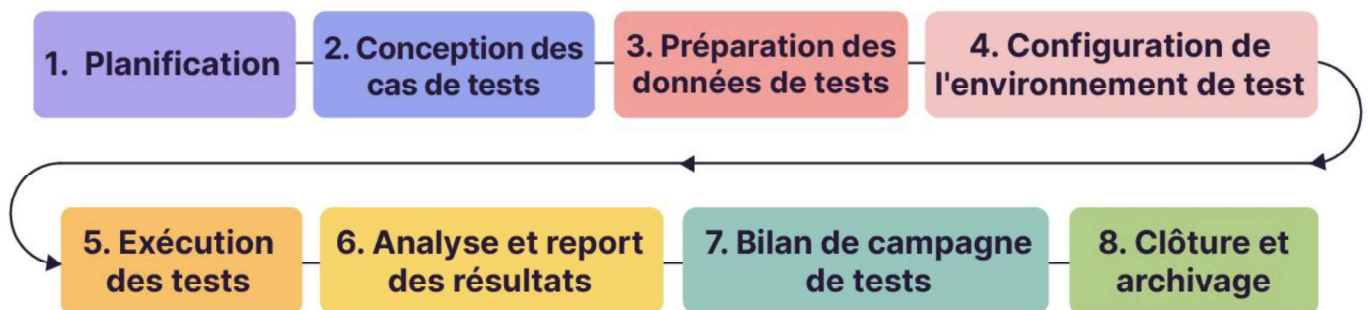 1. Planification
2. Conception des
cas de tests
3. Préparation des
données de tests
4. Configuration de
l'environnement de test
5. Exécution
des tests
6. Analyse et report
des résultats
7. Bilan de campagne
de tests
8. Clôture et
archivage